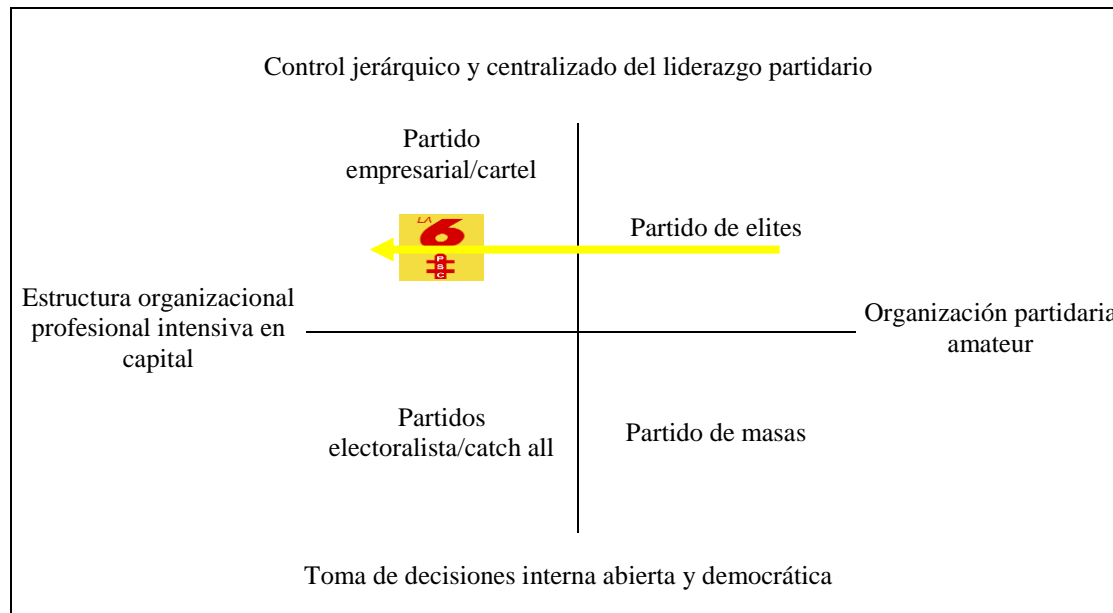 Control jerárquico y centralizado del liderazgo partidario
Partido
empresarial/cartel
LA
6
PSC
Partido de elites
Estructura organizacional
profesional intensiva en
capital
Organización partidaria
amateur
Partidos
electoralista/catch all
Partido de masas
Toma de decisiones interna abierta y democrática